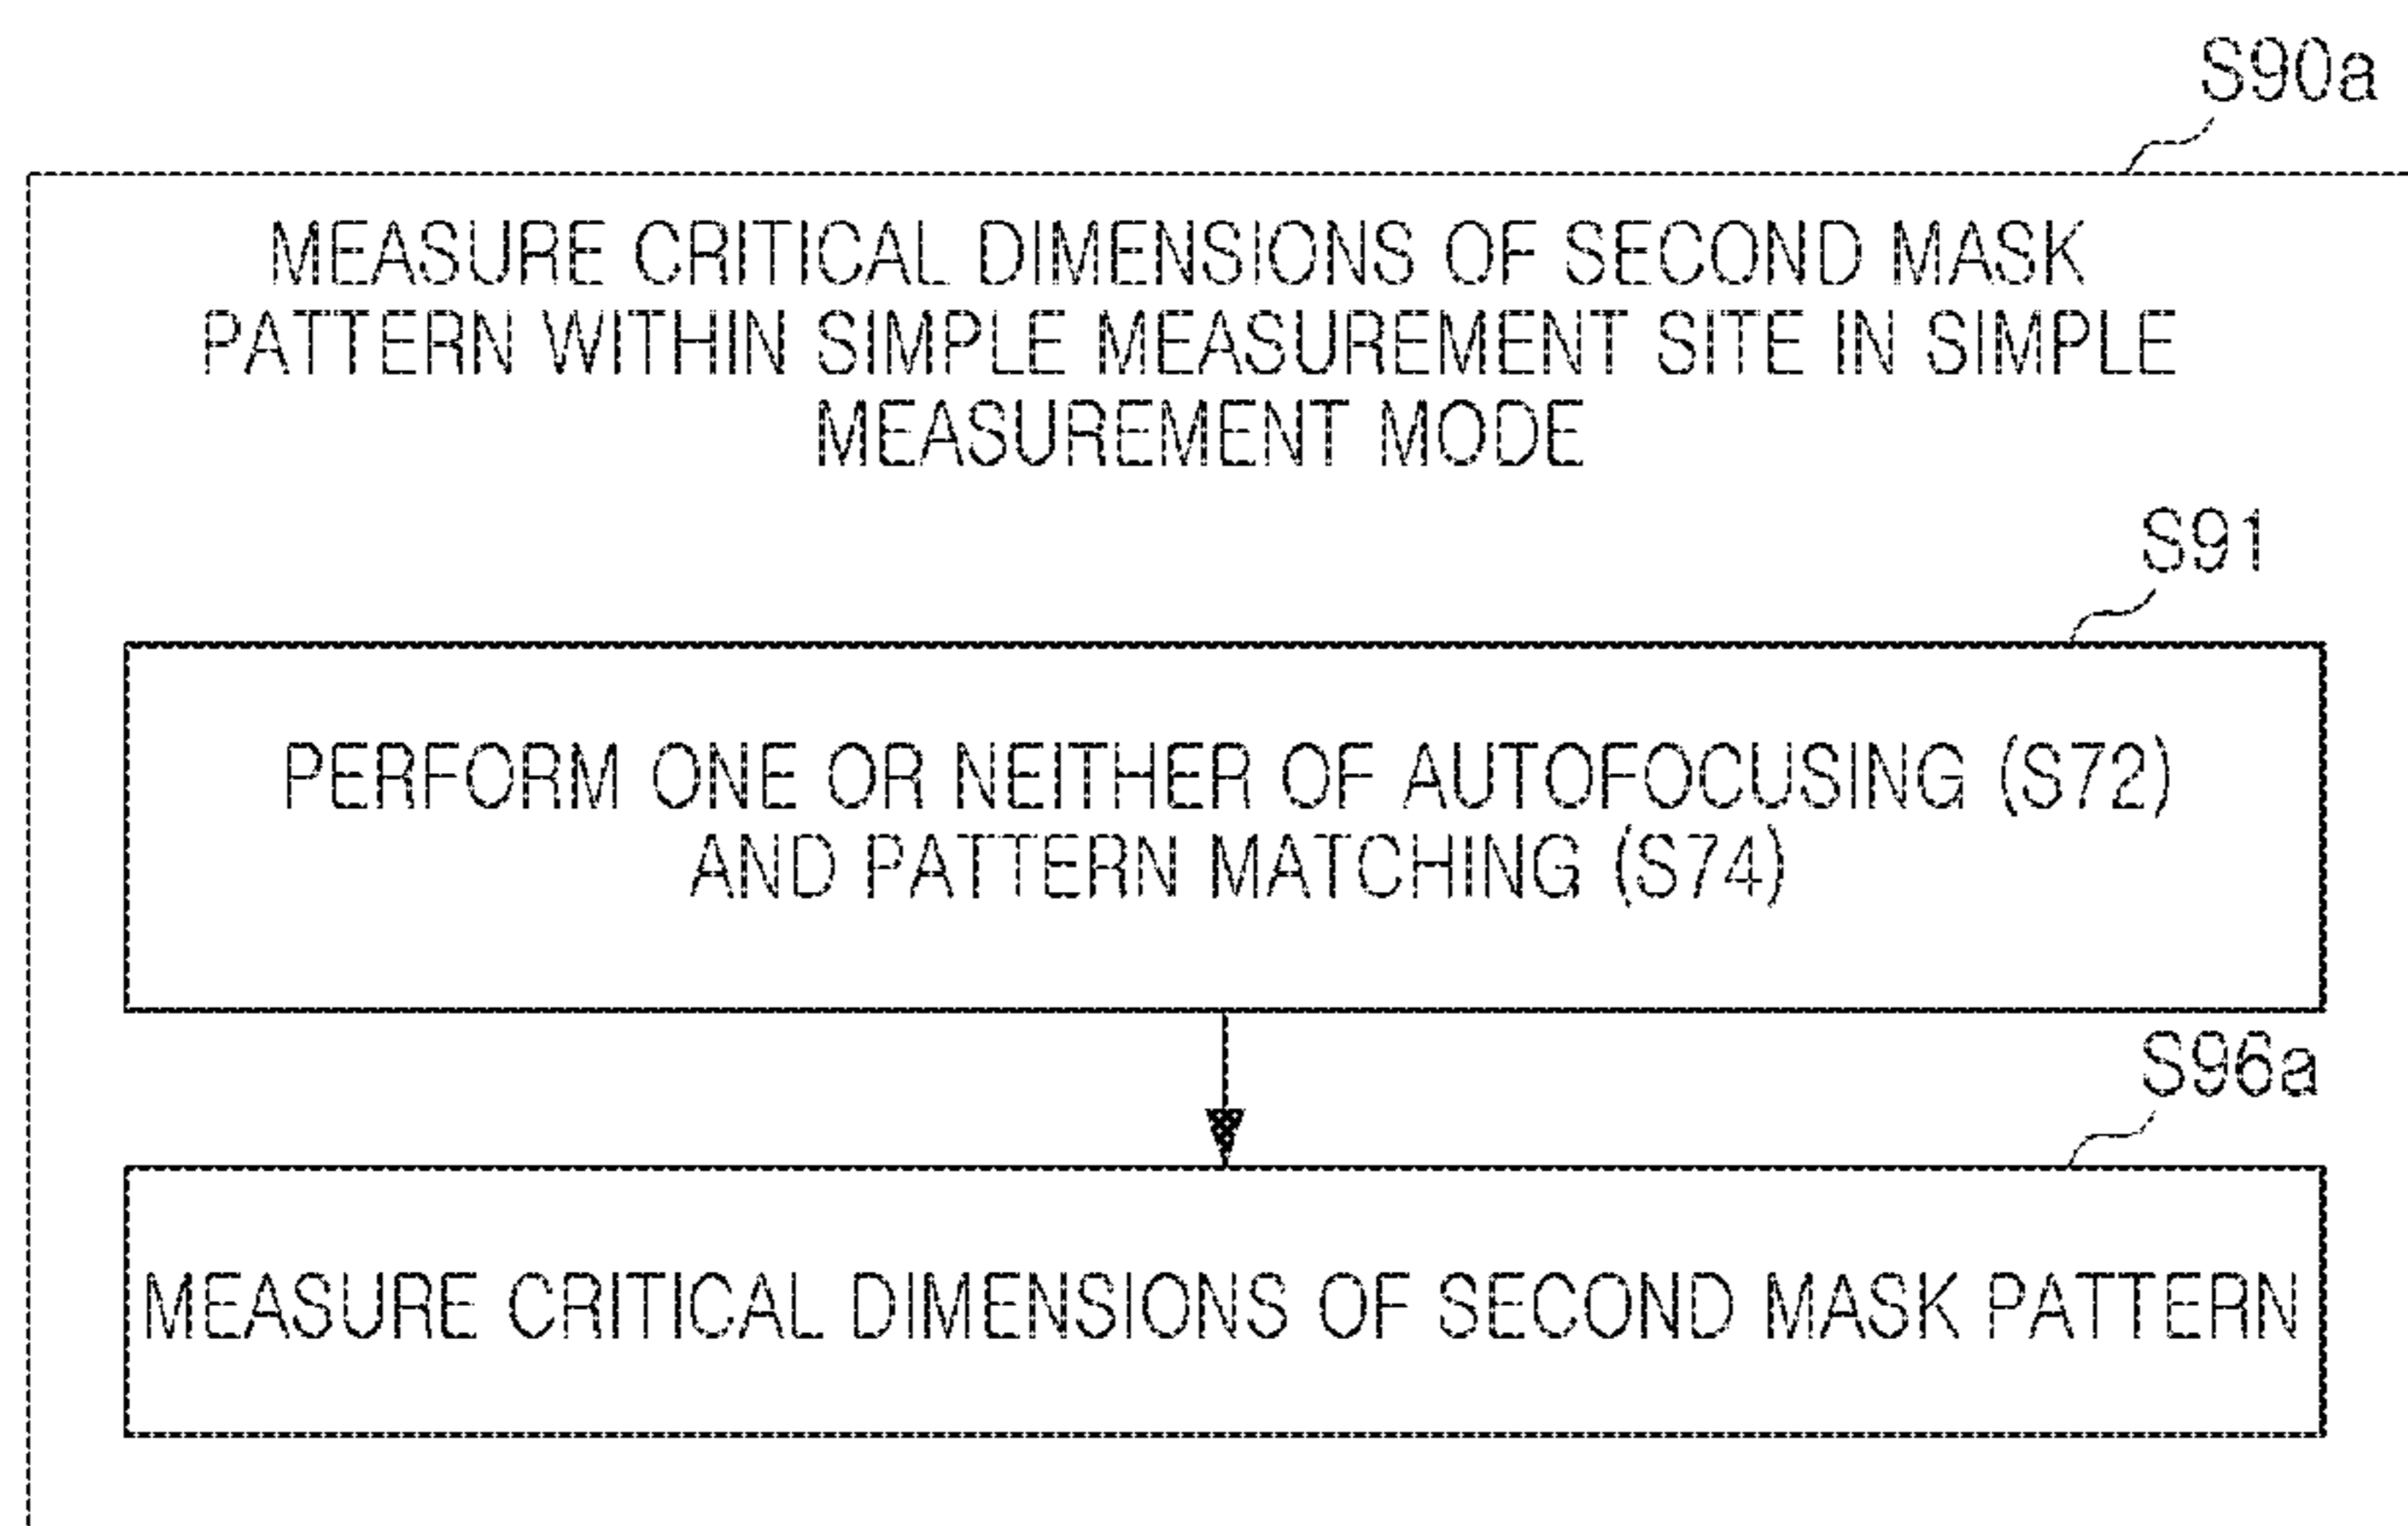 S90a
MEASURE CRITICAL DIMENSIONS OF SECOND MASK
PATTERN WITHIN SIMPLE MEASUREMENT SITE IN SIMPLE
MEASUREMENT MODE
S91
PERFORM ONE OR NEITHER OF AUTOFOCUSING (S72)
AND PATTERN MATCHING (S74)
S96a
MEASURE CRITICAL DIMENSIONS OF SECOND MASK PATTERN